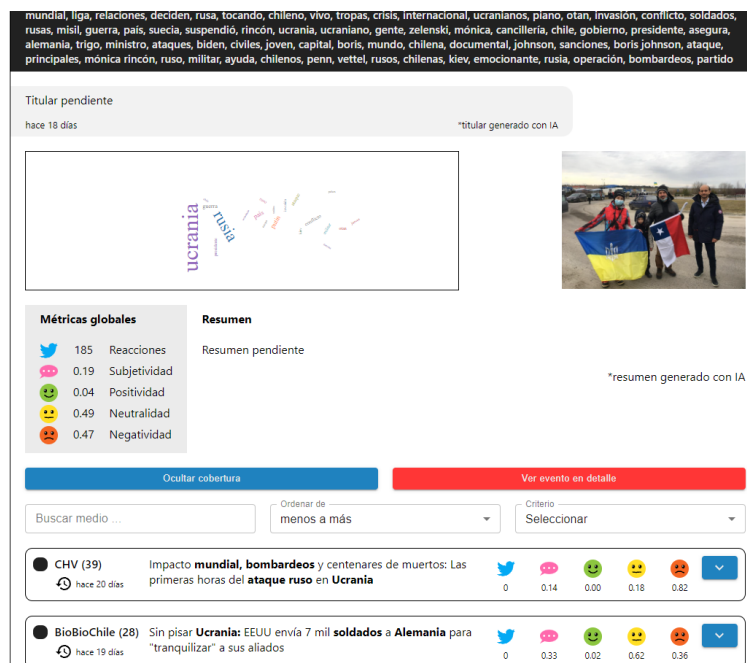 mundial, liga, relaciones, deciden, rusa, tocando, chileno, vivo, tropas, crisis, internacional, ucranianos, piano, otan, invasión, conflicto, soldados,
rusas, misil, guerra, país, suecia, suspendió, rincón, ucrania, ucraniano, gente, zelenski, mónica, cancillería, chile, gobierno, presidente, asegura,
alemania, trigo, ministro, ataques, biden, civiles, joven, capital, boris, mundo, chilena, documental, johnson, sanciones, boris johnson, ataque,
principales, mónica rincón, ruso, militar, ayuda, chilenos, penn, vettel, rusos, chilenas, kiev, emocionante, rusia, operación, bombardeos, partido
Titular pendiente
hace 18 días *titular generado con IA
ucrania
guerra
rusia
Métricas globales
Resumen
185 Reacciones
Resumen pendiente
0.19 Subjetividad
*resumen generado con IA
0.04 Positividad
0.49 Neutralidad
0.47 Negatividad
Ocultar cobertura
Ver evento en detalle
Buscar medio ...
Ordenar de
menos a más
Criterio
Seleccionar
CHV (39)
hace 20 días
Impacto mundial, bombardeos y centenares de muertos: Las
primeras horas del ataque ruso en Ucrania
0 0.14 0.00 0.18 0.82
BioBioChile (28)
hace 19 días
Sin pisar Ucrania: EEUU envía 7 mil soldados a Alemania para
"tranquilizar" a sus aliados
0 0.33 0.02 0.62 0.36